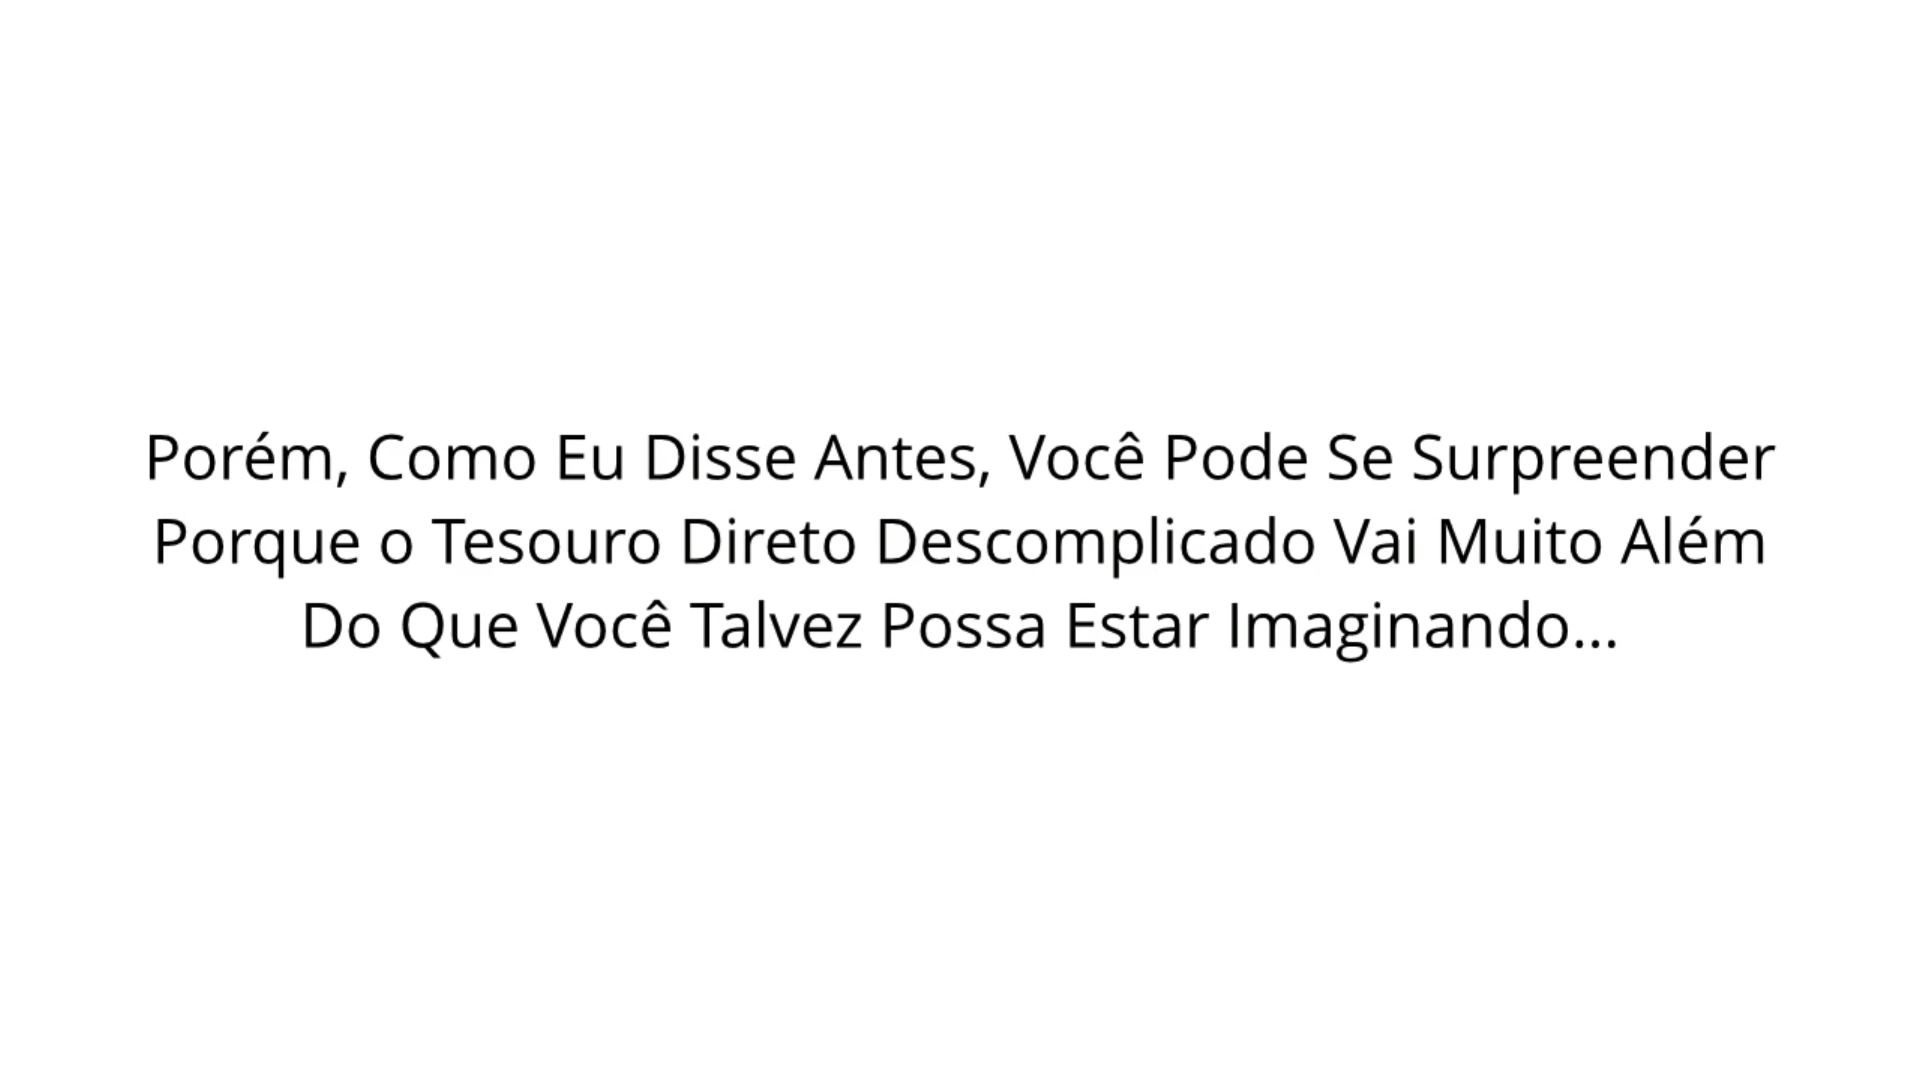 Porém, Como Eu Disse Antes, Você Pode Se Surpreender
Porque o Tesouro Direto Descomplicado Vai Muito Além
Do Que Você Talvez Possa Estar Imaginando...